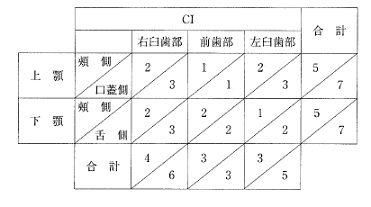 CI
合計
右臼歯部 前歯部 左臼歯部
上顎 頬側 2 1 2 5
口蓋側 3 1 3 7
下顎 頬側 2 2 1 5
舌側 3 2 2 7
合計 4 3 3
6 3 5